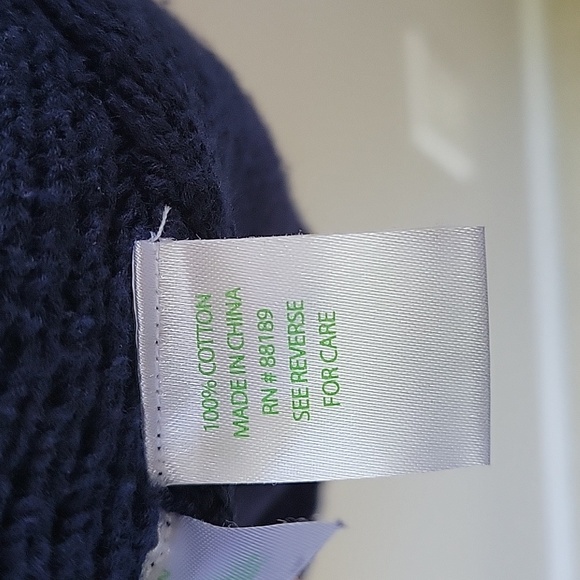 100% COTTON
MADE IN CHINA
RN # 88189
SEE REVERSE
FOR CARE